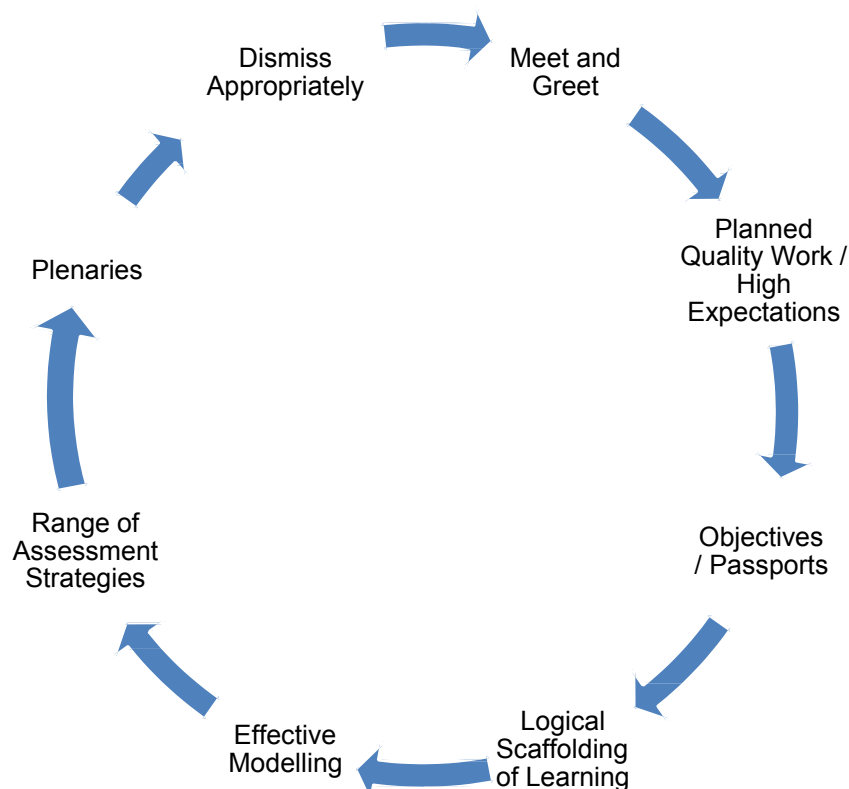 Dismiss
Appropriately
Meet and
Greet
Planned
Quality Work /
High
Expectations
Objectives
/ Passports
Logical
Scaffolding
of Learning
Effective
Modelling
Range of
Assessment
Strategies
Plenaries